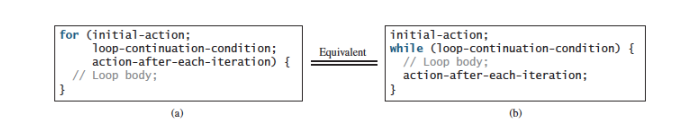 for (initial-action;
loop-continuation-condition;
action-after-each-iteration) {
// Loop body;
}
(a)
Equivalent
initial-action;
while (loop-continuation-condition) {
// Loop body;
action-after-each-iteration;
}
(b)